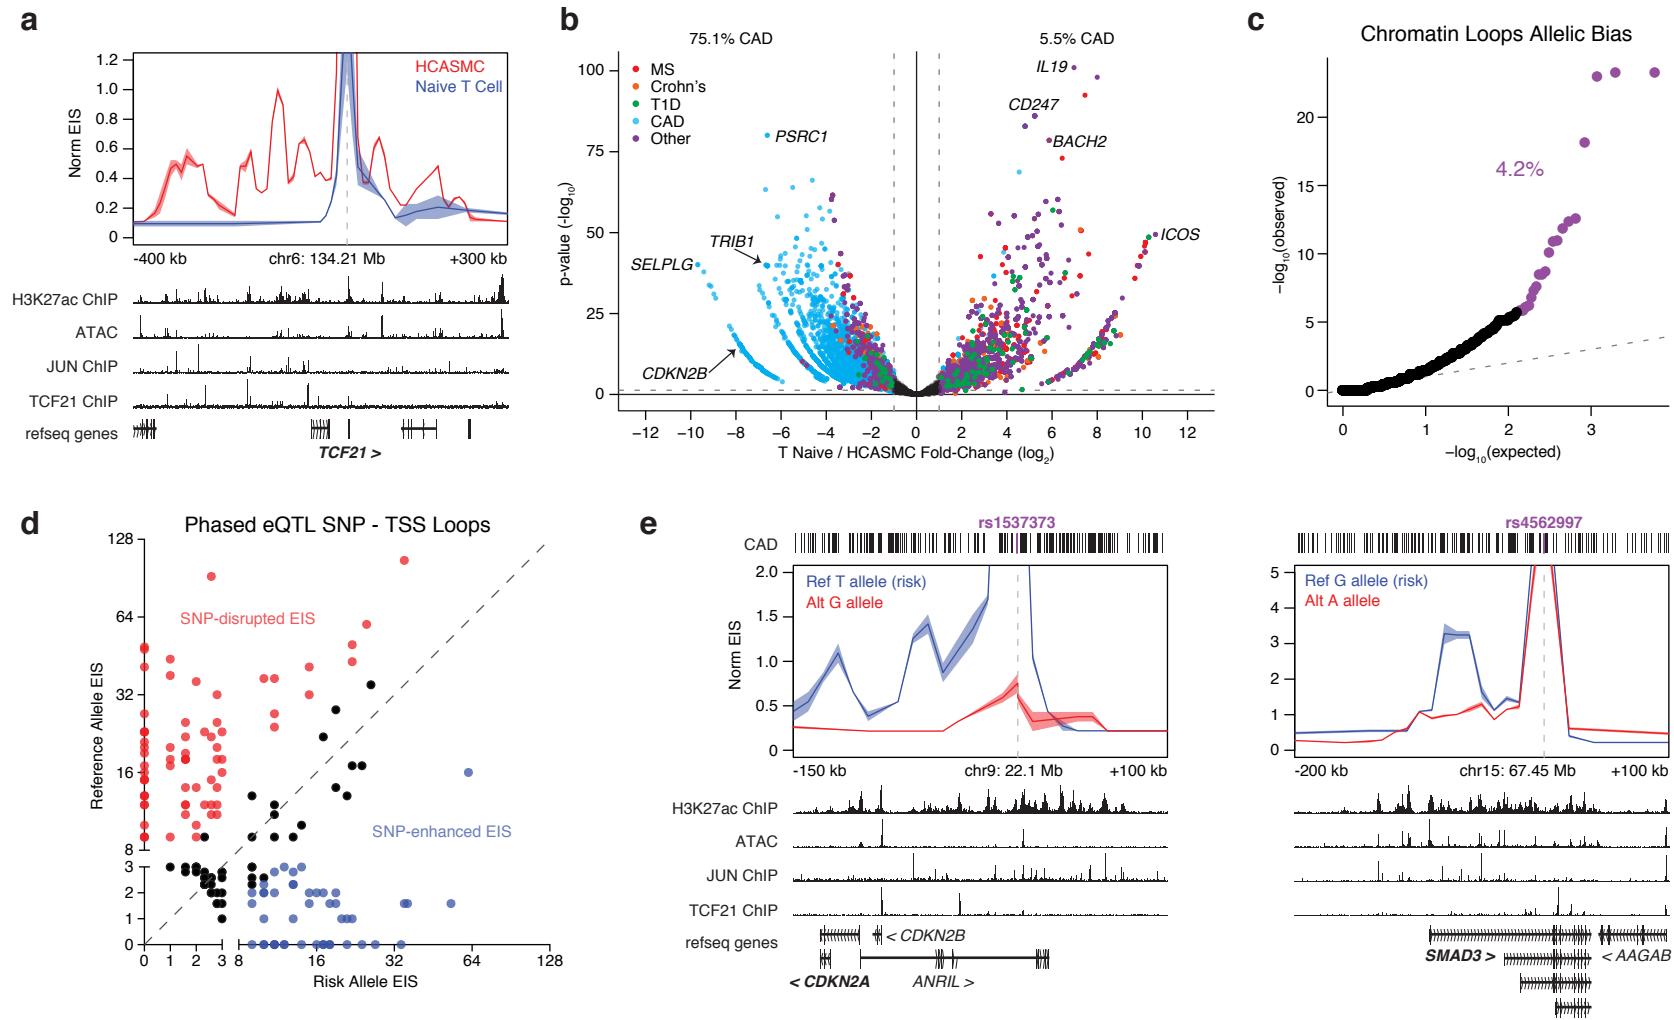 a
HCASMC
Naive T Cell
Norm EIS
1.2
1.0
0.8
0.6
0.4
0.2
0
-400 kb
chr6: 134.21 Mb
+300 kb
H3K27ac ChIP
ATAC
JUN ChIP
TCF21 ChIP
refseq genes
TCF21 >
b
75.1% CAD
5.5% CAD
MS
Crohn's
T1D
CAD
Other
IL19
CD247
BACH2
PSRC1
TRIB1
SELPLG
CDKN2B
ICOS
p-value (-log10)
100
75
50
25
0
−12 −10 −8 −6 −4 −2 0 2 4 6 8 10 12
T Naive / HCASMC Fold-Change (log2)
c
Chromatin Loops Allelic Bias
4.2%
−log10(observed)
20
15
10
5
0
0 1 2 3
−log10(expected)
d
Phased eQTL SNP - TSS Loops
SNP-disrupted EIS
SNP-enhanced EIS
Reference Allele EIS
128
64
32
16
8
3
2
1
0
0 1 2 3 8 16 32 64 128
Risk Allele EIS
e
rs1537373
CAD
Ref T allele (risk)
Alt G allele
Norm EIS
2.0
1.5
1.0
0.5
0
-150 kb
chr9: 22.1 Mb
+100 kb
H3K27ac ChIP
ATAC
JUN ChIP
TCF21 ChIP
refseq genes
< CDKN2B
< CDKN2A
ANRIL >
rs4562997
Ref G allele (risk)
Alt A allele
5
4
3
2
1
0
-200 kb
chr15: 67.45 Mb
+100 kb
SMAD3 >
< AAGAB